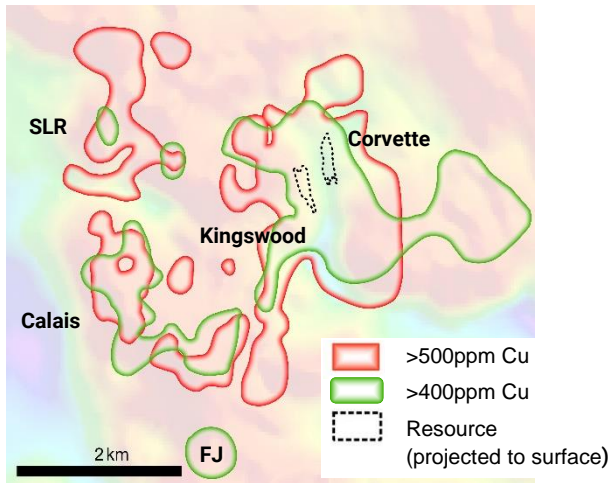 SLR
Corvette
Kingswood
Calais
>500ppm Cu
>400ppm Cu
Resource
(projected to surface)
2 km
FJ